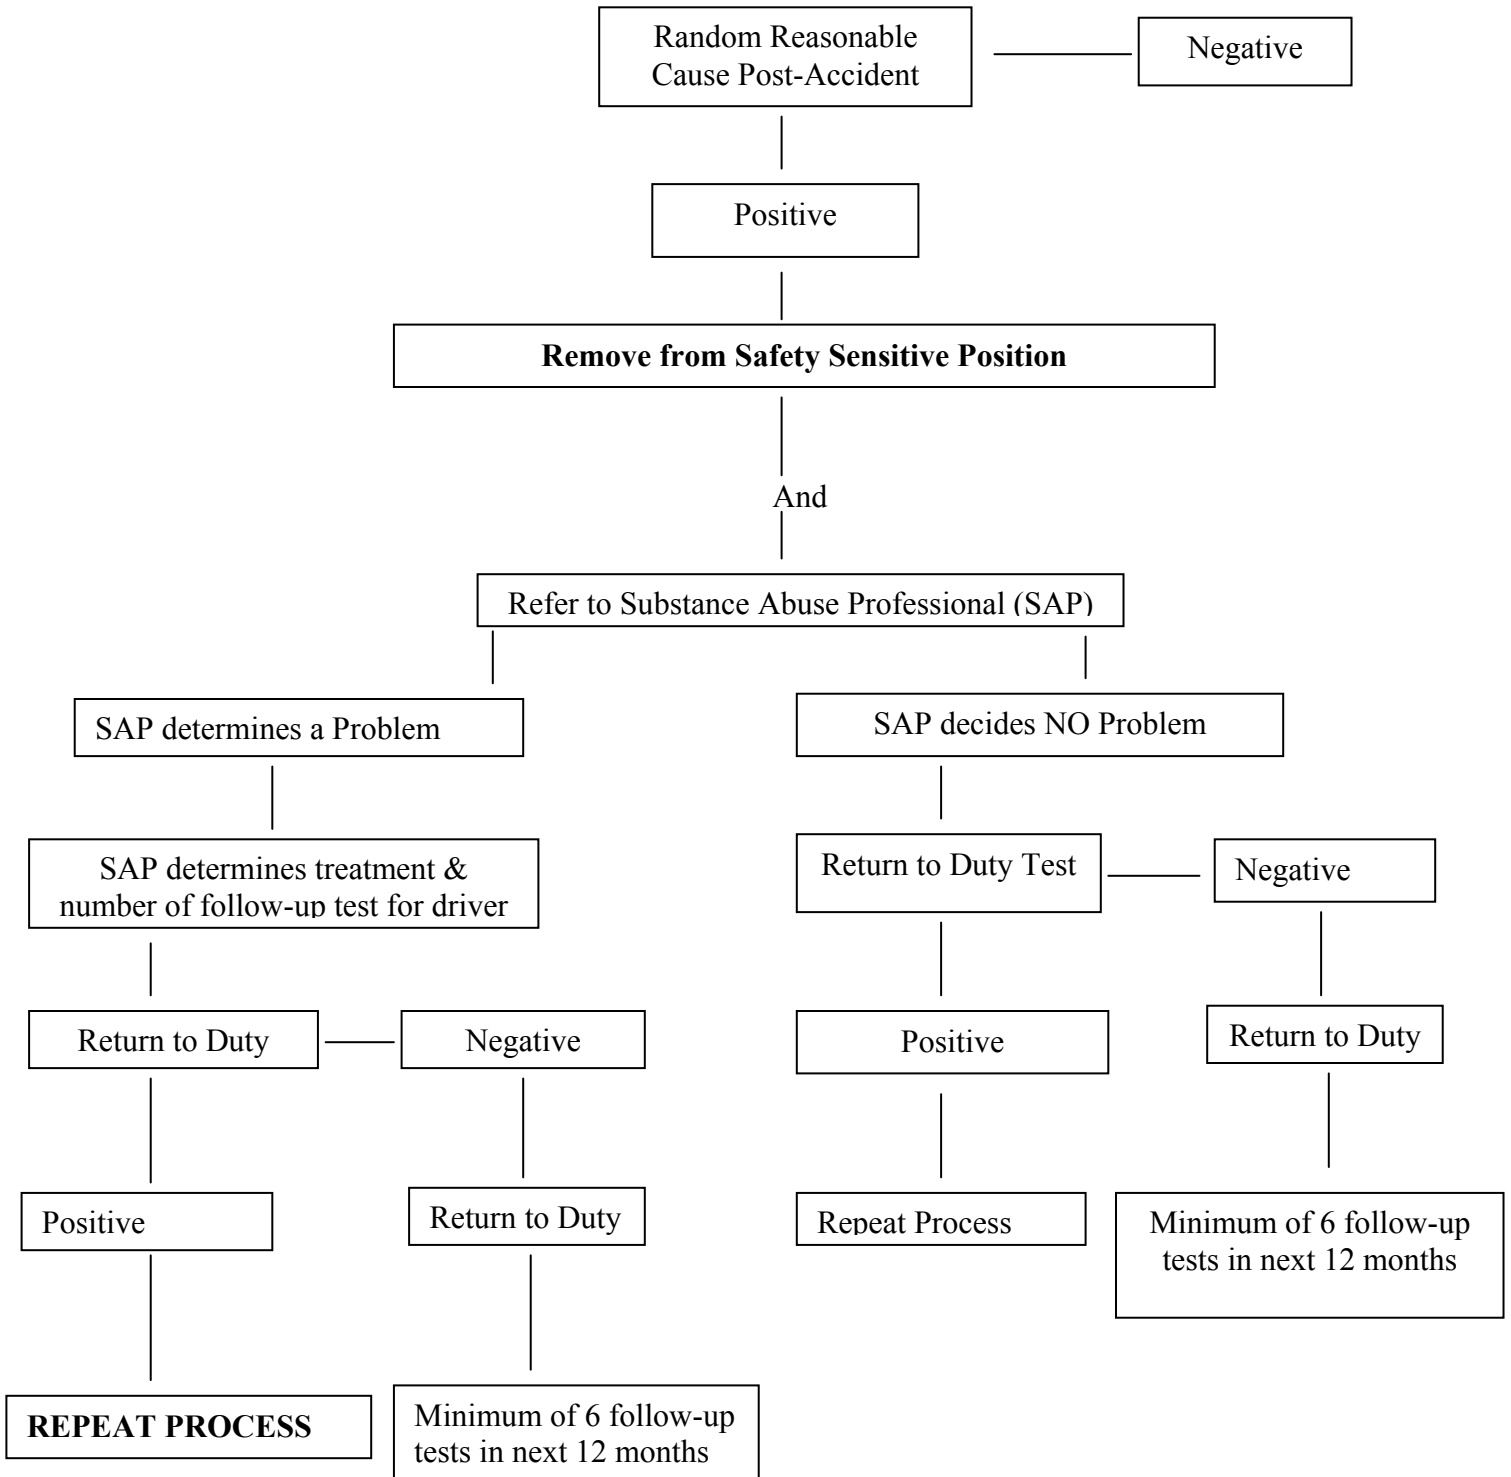 Random Reasonable
Cause Post-Accident
Negative
Positive
Remove from Safety Sensitive Position
And
Refer to Substance Abuse Professional (SAP)
SAP determines a Problem
SAP decides NO Problem
SAP determines treatment &
number of follow-up test for driver
Return to Duty Test
Negative
Return to Duty
Negative
Positive
Return to Duty
Positive
Return to Duty
Repeat Process
Minimum of 6 follow-up
tests in next 12 months
REPEAT PROCESS
Minimum of 6 follow-up
tests in next 12 months